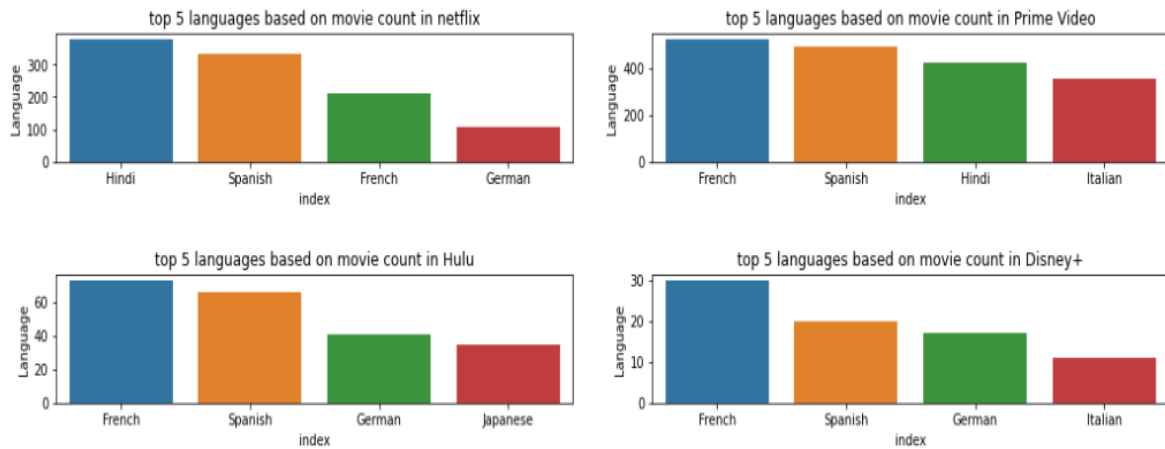 top 5 languages based on movie count in netflix
Language
300
200
100
0
Hindi Spanish French German
index
top 5 languages based on movie count in Prime Video
Language
400
200
0
French Spanish Hindi Italian
index
top 5 languages based on movie count in Hulu
Language
60
40
20
0
French Spanish German Japanese
index
top 5 languages based on movie count in Disney+
Language
30
20
10
0
French Spanish German Italian
index